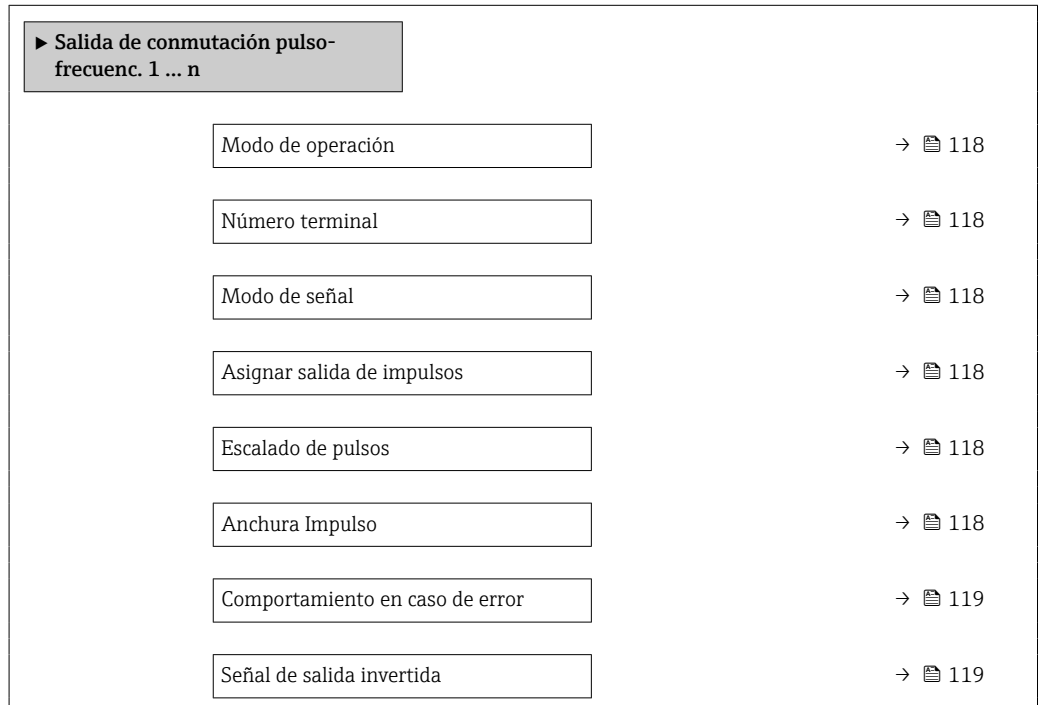 ▶ Salida de conmutación pulso-
frecuenc. 1 ... n
Modo de operación → 118
Número terminal → 118
Modo de señal → 118
Asignar salida de impulsos → 118
Escalado de pulsos → 118
Anchura Impulso → 118
Comportamiento en caso de error → 119
Señal de salida invertida → 119